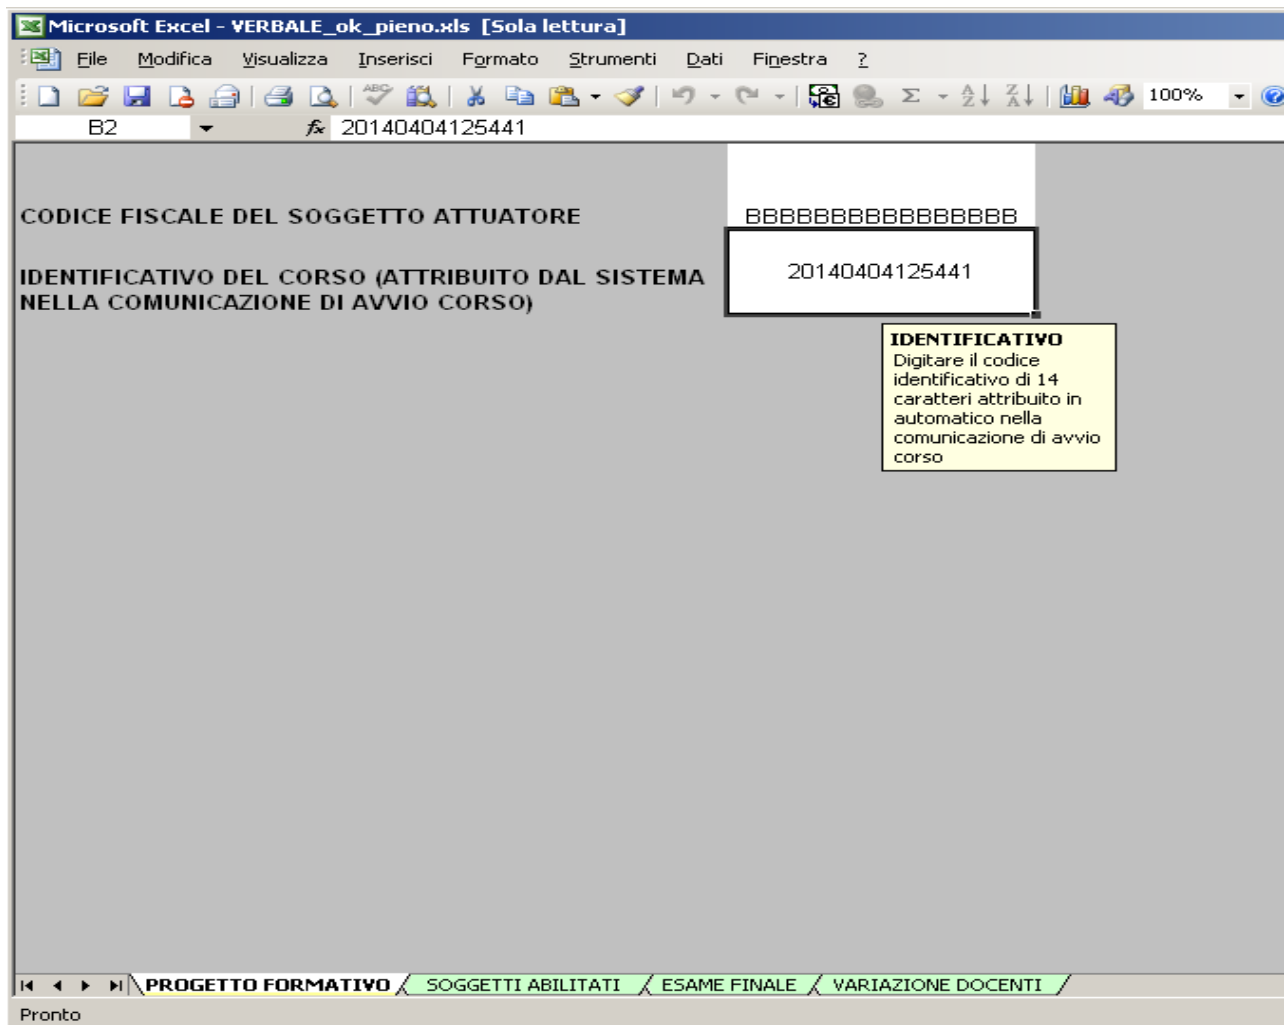 Microsoft Excel - VERBALE_ok_pieno.xls [Sola lettura]
File Modifica Visualizza Inserisci Formato Strumenti Dati Finestra ?
100%
B2 fx 20140404125441
CODICE FISCALE DEL SOGGETTO ATTUATORE BBBBBBBBBBBBBBBB
IDENTIFICATIVO DEL CORSO (ATTRIBUITO DAL SISTEMA
NELLA COMUNICAZIONE DI AVVIO CORSO)
20140404125441
IDENTIFICATIVO
Digitare il codice
identificativo di 14
caratteri attribuito in
automatico nella
comunicazione di avvio
corso
PROGETTO FORMATIVO SOGGETTI ABILITATI ESAME FINALE VARIAZIONE DOCENTI
Pronto